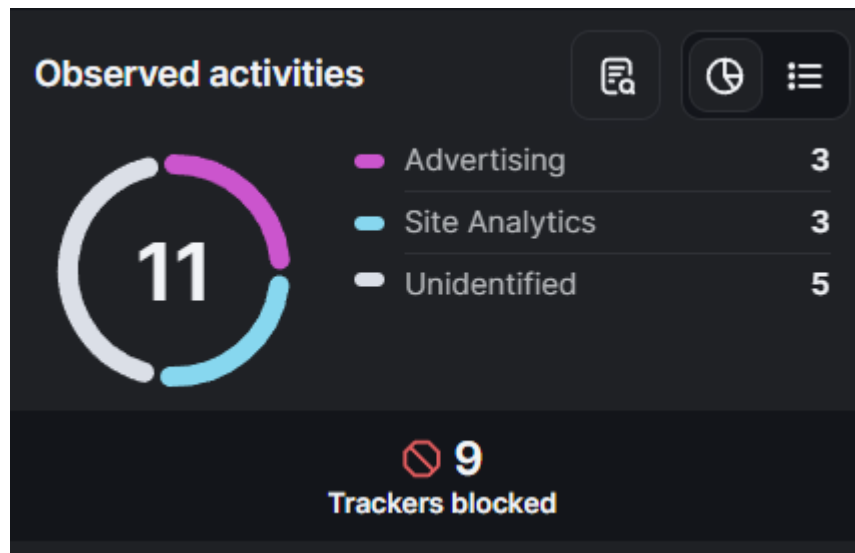 Observed activities
11
Advertising 3
Site Analytics 3
Unidentified 5
9
Trackers blocked